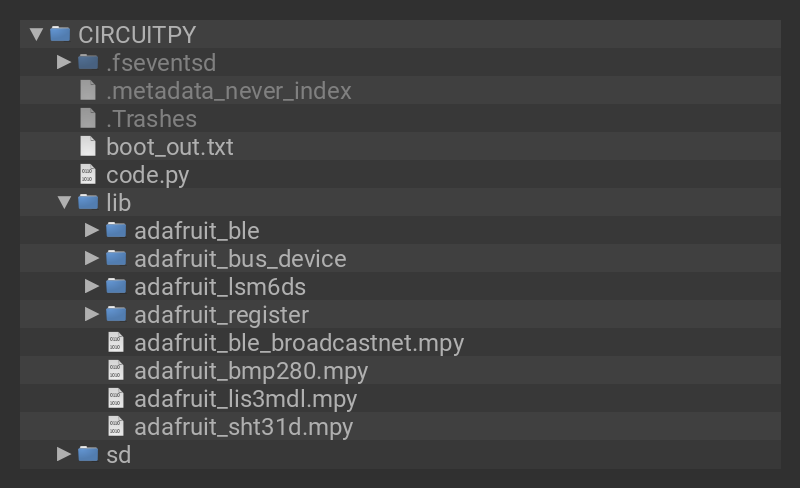 CIRCUITPY
.fseventsd
.metadata_never_index
.Trashes
boot_out.txt
code.py
lib
adafruit_ble
adafruit_bus_device
adafruit_lsm6ds
adafruit_register
adafruit_ble_broadcastnet.mpy
adafruit_bmp280.mpy
adafruit_lis3mdl.mpy
adafruit_sht31d.mpy
sd